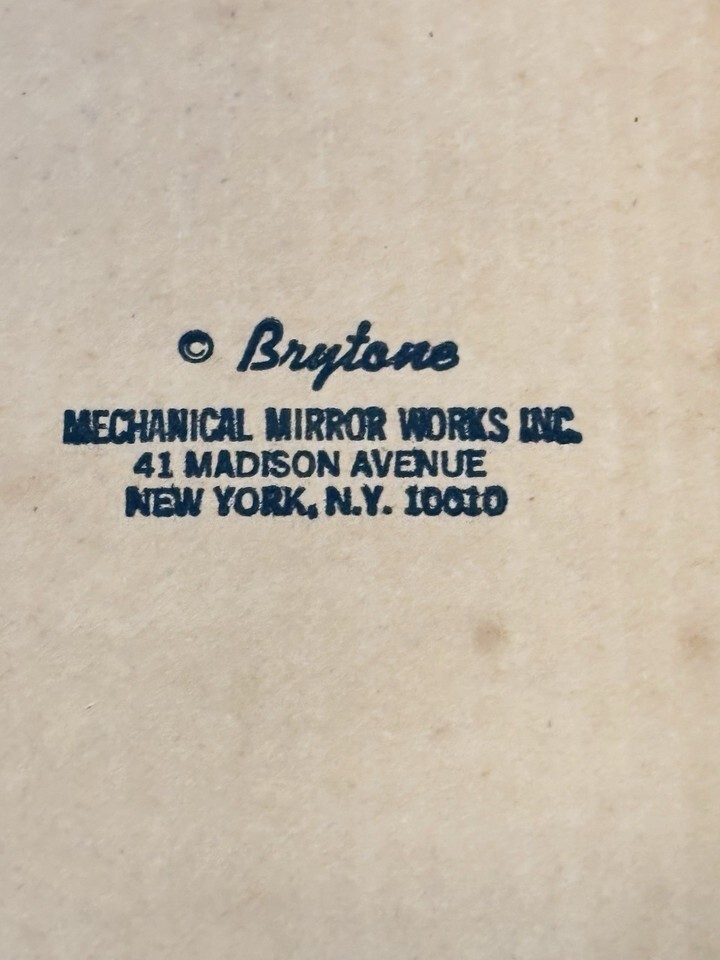 © Brytone
MECHANICAL MIRROR WORKS INC.
41 MADISON AVENUE
NEW YORK, N.Y. 10010